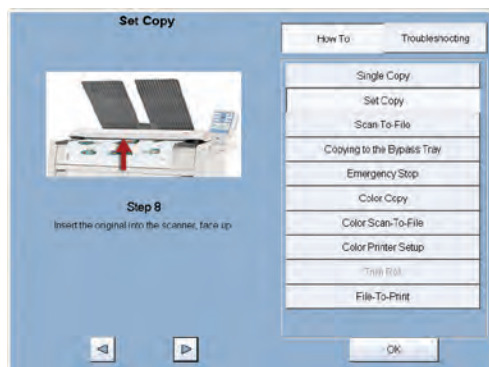 Set Copy
Step 8
Insert the original into the scanner, face up
How To
Troubleshooting
Single Copy
Set Copy
Scan-To-File
Copying to the Bypass Tray
Emergency Stop
Color Copy
Color Scan-To-File
Color Printer Setup
Trim Roll
File-To-Print
OK